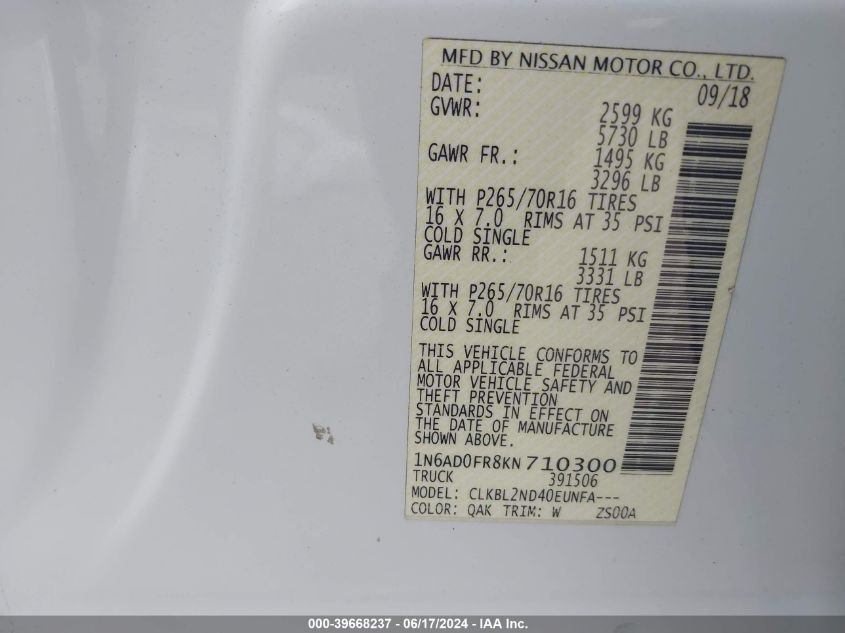 MFD BY NISSAN MOTOR CO., LTD.
DATE: 09/18
GVWR: 2599 KG
5730 LB
GAWR FR.: 1495 KG
3296 LB
WITH P265/70R16 TIRES
16 X 7.0 RIMS AT 35 PSI
COLD SINGLE
GAWR RR.: 1511 KG
3331 LB
WITH P265/70R16 TIRES
16 X 7.0 RIMS AT 35 PSI
COLD SINGLE
THIS VEHICLE CONFORMS TO
ALL APPLICABLE FEDERAL
MOTOR VEHICLE SAFETY AND
THEFT PREVENTION
STANDARDS IN EFFECT ON
THE DATE OF MANUFACTURE
SHOWN ABOVE.
1N6AD0FR8KN710300
TRUCK 391506
MODEL: CLKBL2ND40EUNFA---
COLOR: QAK TRIM: W ZS00A
000-39668237 - 06/17/2024 - IAA Inc.